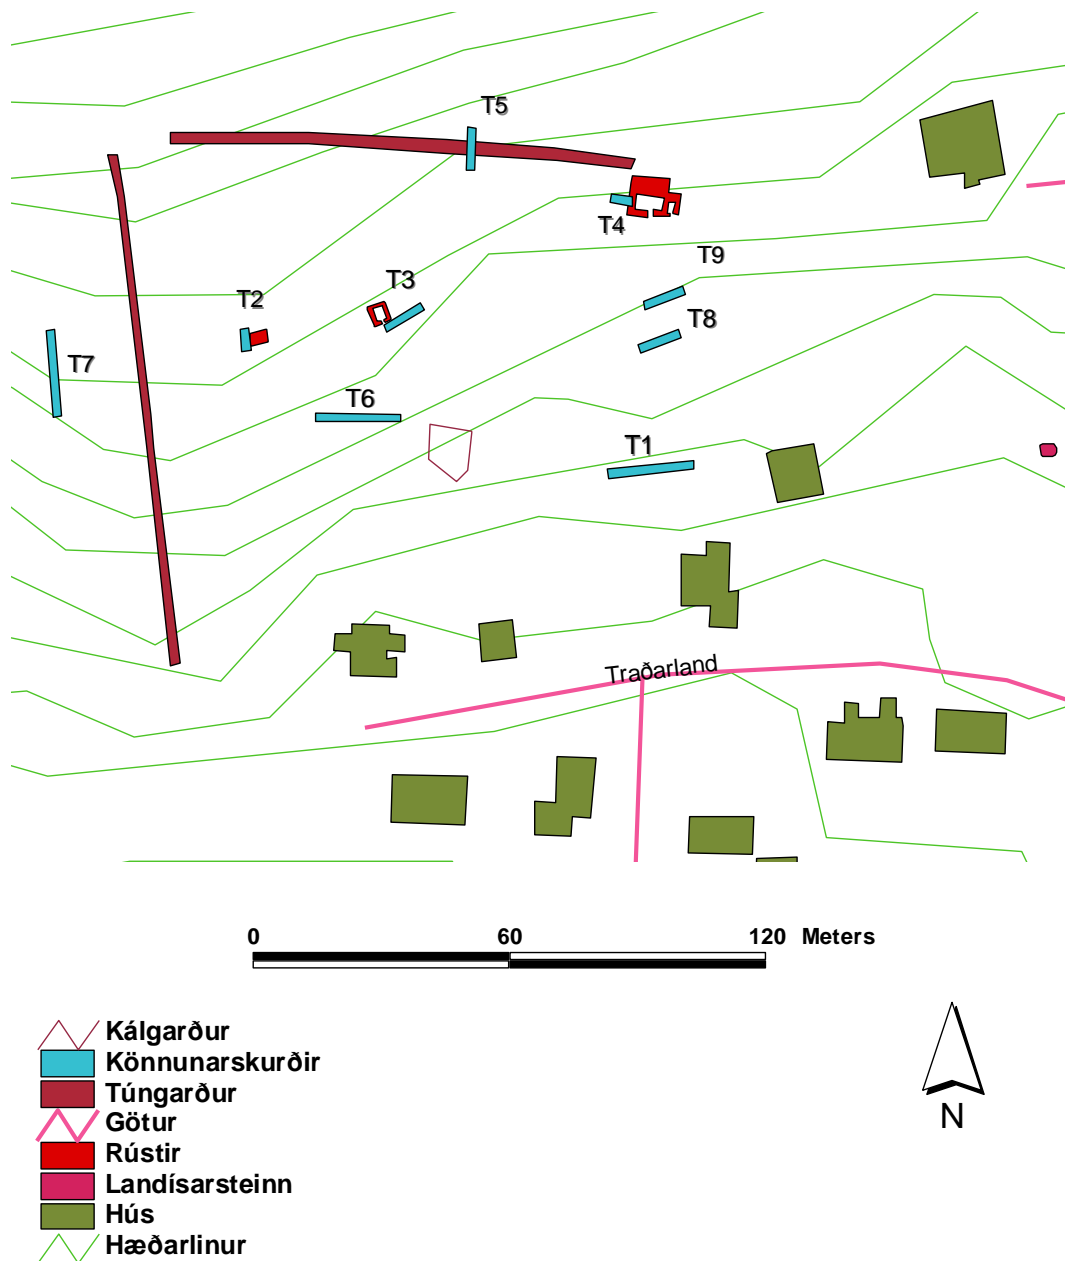 T5
T4
T9
T3
T2
T8
T7
T6
T1
Traðarland
0 60 120 Meters
Kálgarður
Könnunarskurðir
Túngarður
Götur
Rústir
Landísarsteinn
Hús
Hæðarlinur
N